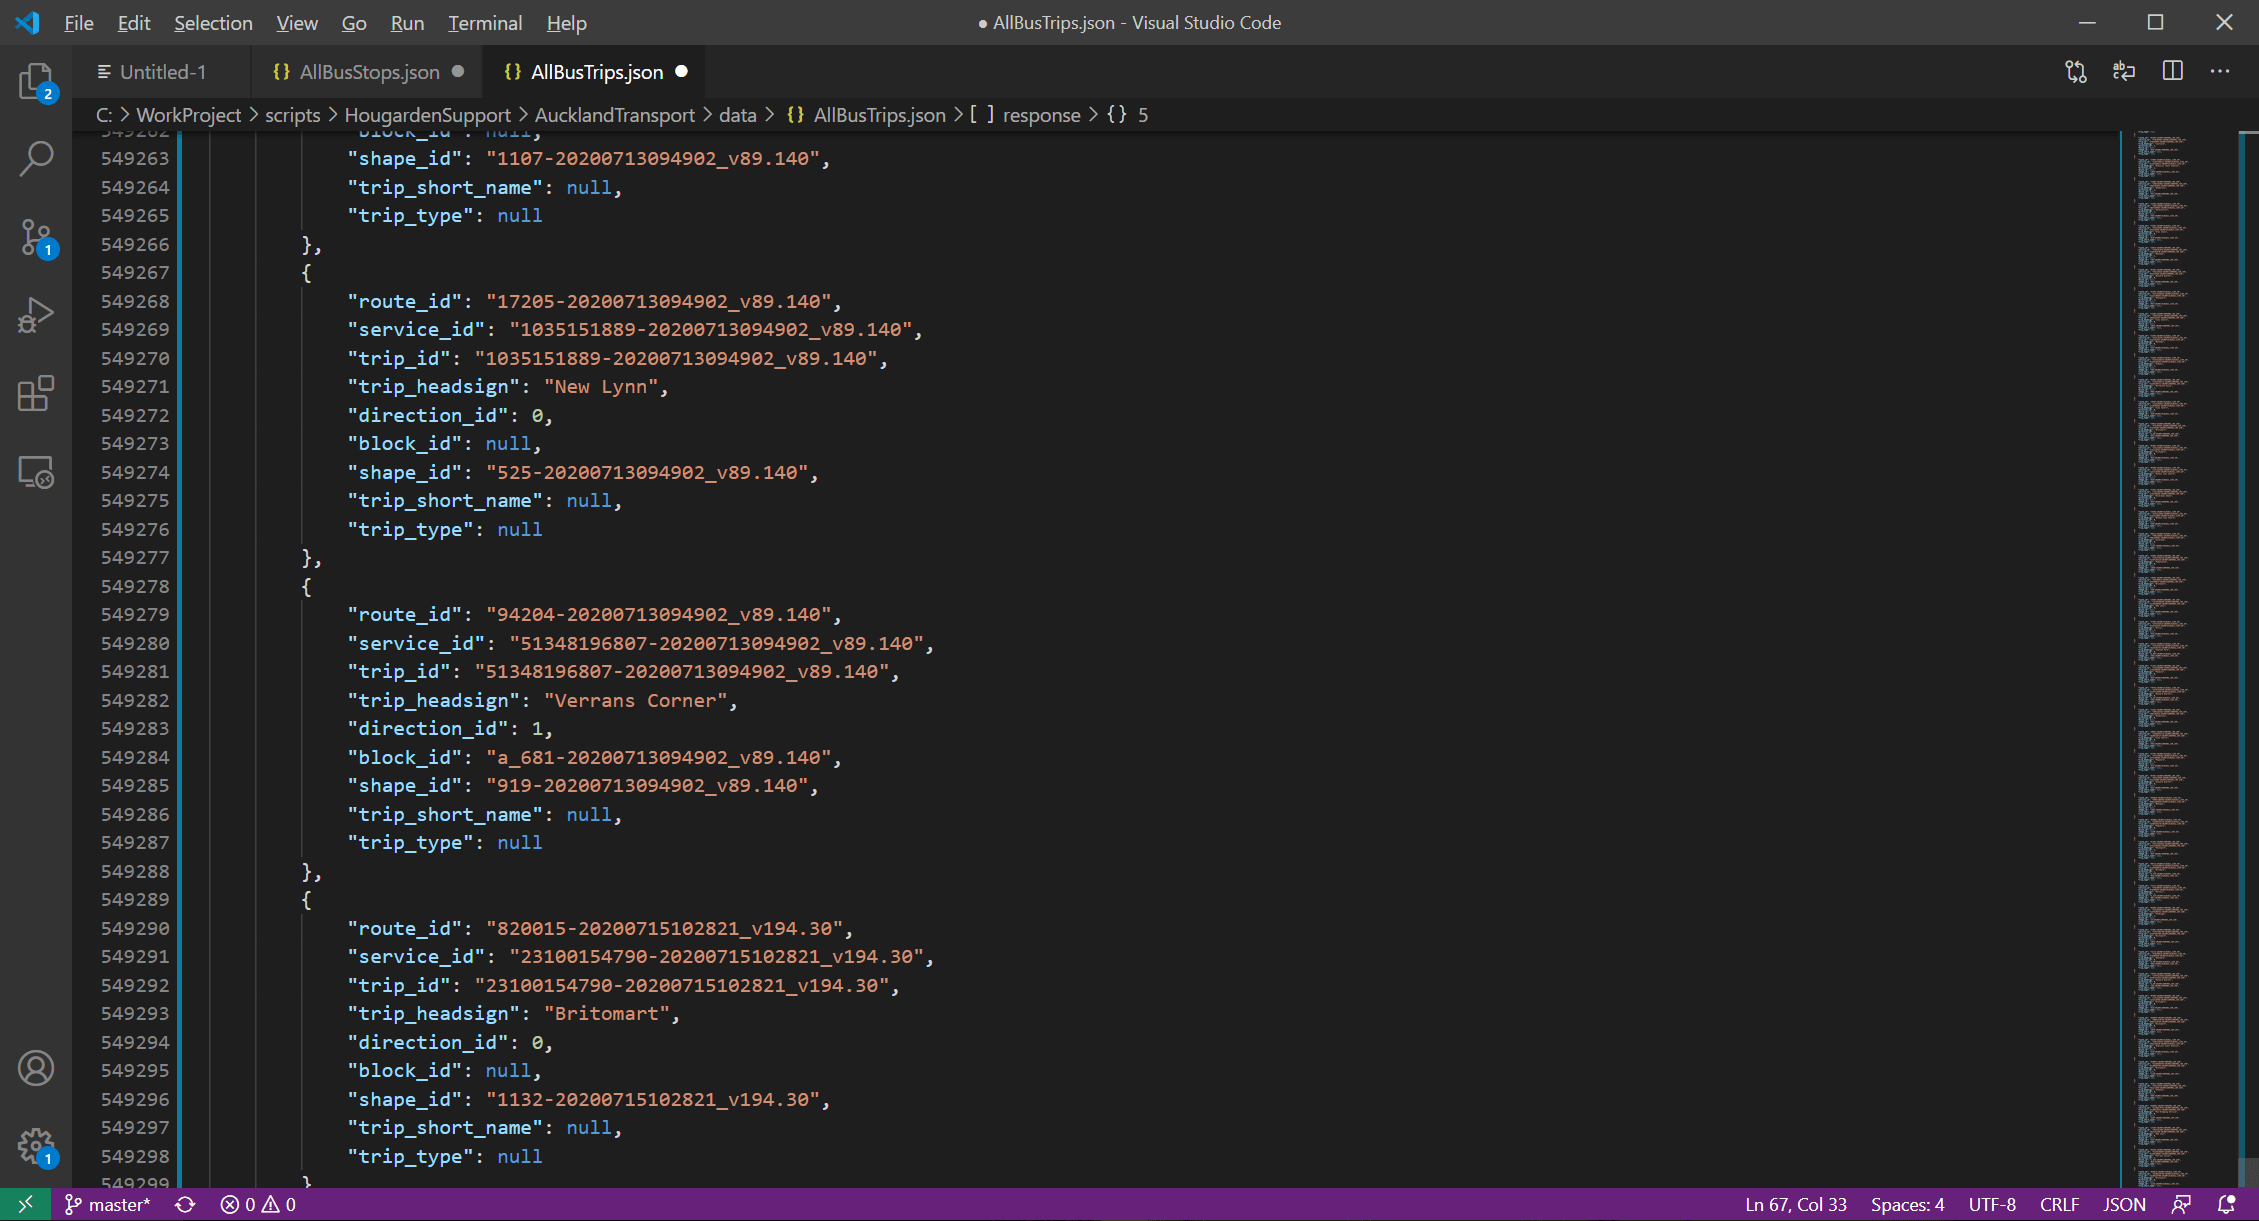 File Edit Selection View Go Run Terminal Help
● AllBusTrips.json - Visual Studio Code
Untitled-1 {} AllBusStops.json {} AllBusTrips.json
C: > WorkProject > scripts > HougardenSupport > AucklandTransport > data > {} AllBusTrips.json > [ ] response > {} 5
549262 "block_id": null,
549263 "shape_id": "1107-20200713094902_v89.140",
549264 "trip_short_name": null,
549265 "trip_type": null
549266 },
549267 {
549268 "route_id": "17205-20200713094902_v89.140",
549269 "service_id": "1035151889-20200713094902_v89.140",
549270 "trip_id": "1035151889-20200713094902_v89.140",
549271 "trip_headsign": "New Lynn",
549272 "direction_id": 0,
549273 "block_id": null,
549274 "shape_id": "525-20200713094902_v89.140",
549275 "trip_short_name": null,
549276 "trip_type": null
549277 },
549278 {
549279 "route_id": "94204-20200713094902_v89.140",
549280 "service_id": "51348196807-20200713094902_v89.140",
549281 "trip_id": "51348196807-20200713094902_v89.140",
549282 "trip_headsign": "Verrans Corner",
549283 "direction_id": 1,
549284 "block_id": "a_681-20200713094902_v89.140",
549285 "shape_id": "919-20200713094902_v89.140",
549286 "trip_short_name": null,
549287 "trip_type": null
549288 },
549289 {
549290 "route_id": "820015-20200715102821_v194.30",
549291 "service_id": "23100154790-20200715102821_v194.30",
549292 "trip_id": "23100154790-20200715102821_v194.30",
549293 "trip_headsign": "Britomart",
549294 "direction_id": 0,
549295 "block_id": null,
549296 "shape_id": "1132-20200715102821_v194.30",
549297 "trip_short_name": null,
549298 "trip_type": null
549299 }
2
1
1
master* 0 0 Ln 67, Col 33 Spaces: 4 UTF-8 CRLF JSON